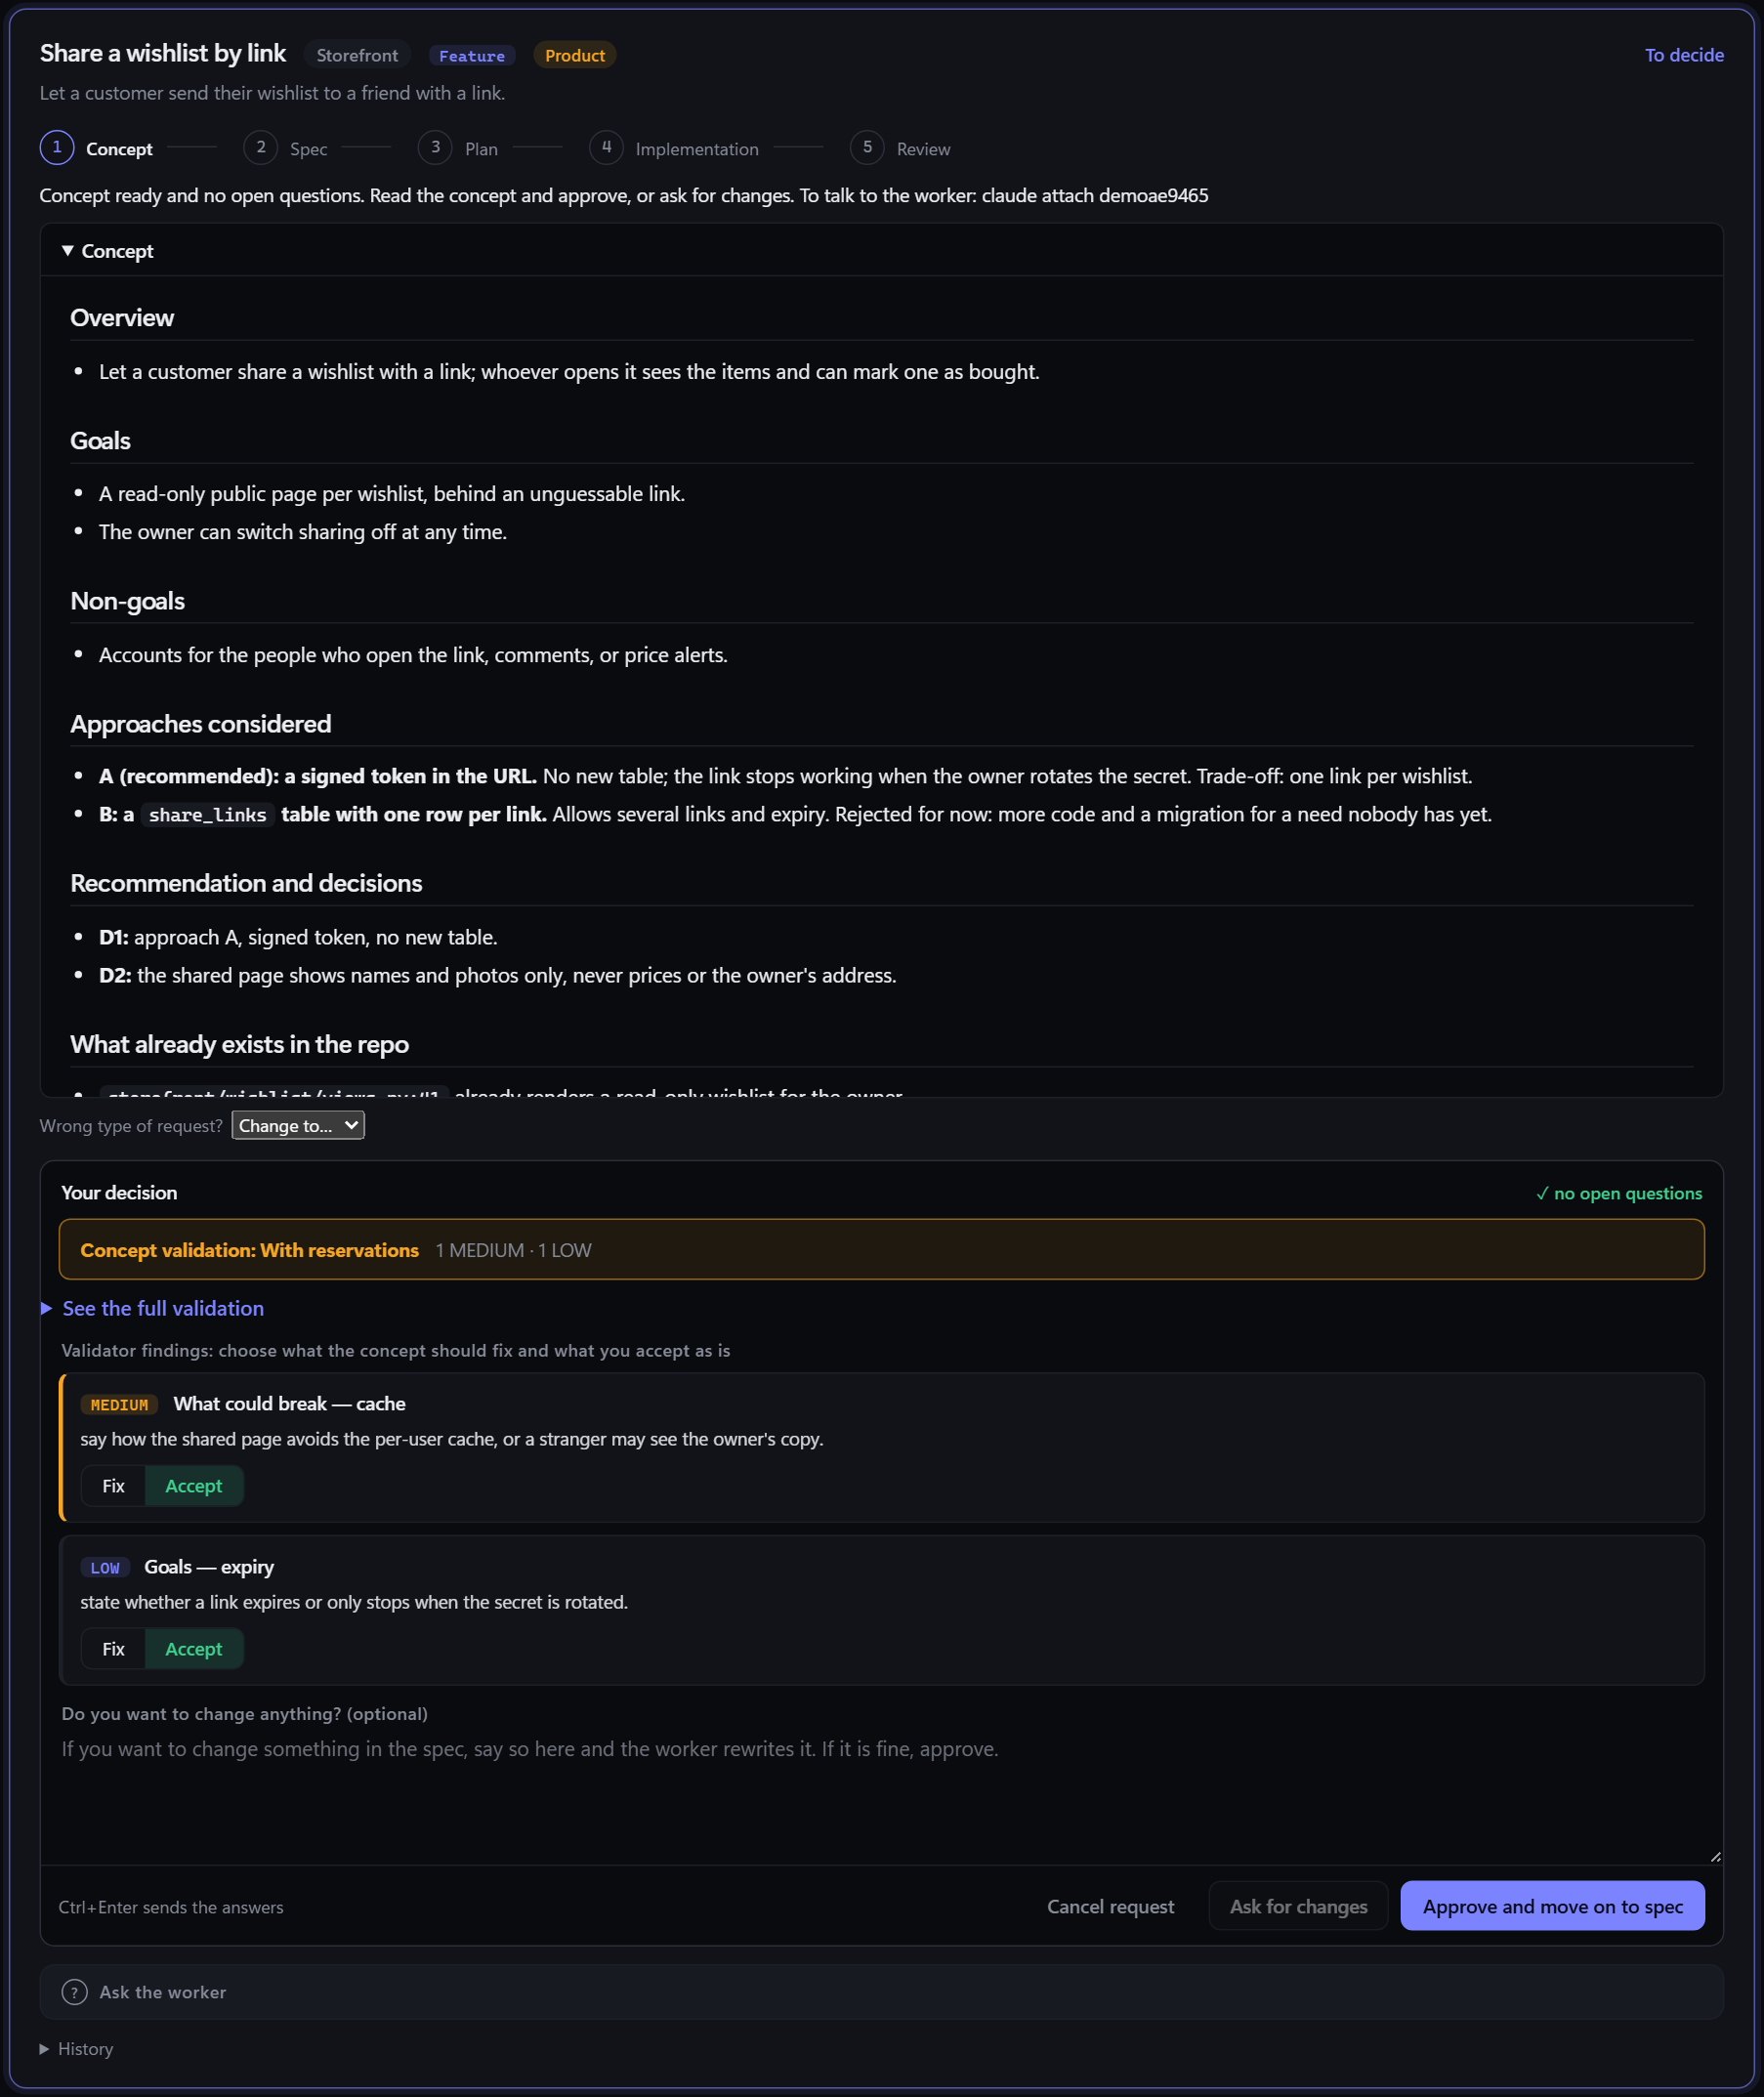 Share a wishlist by link Storefront Feature Product To decide
Let a customer send their wishlist to a friend with a link.
1 Concept 2 Spec 3 Plan 4 Implementation 5 Review
Concept ready and no open questions. Read the concept and approve, or ask for changes. To talk to the worker: claude attach demoae9465
▼ Concept
Overview
• Let a customer share a wishlist with a link; whoever opens it sees the items and can mark one as bought.
Goals
• A read-only public page per wishlist, behind an unguessable link.
• The owner can switch sharing off at any time.
Non-goals
• Accounts for the people who open the link, comments, or price alerts.
Approaches considered
• A (recommended): a signed token in the URL. No new table; the link stops working when the owner rotates the secret. Trade-off: one link per wishlist.
• B: a share_links table with one row per link. Allows several links and expiry. Rejected for now: more code and a migration for a need nobody has yet.
Recommendation and decisions
• D1: approach A, signed token, no new table.
• D2: the shared page shows names and photos only, never prices or the owner's address.
What already exists in the repo
• already renders a read-only wishlist for the owner
Wrong type of request? Change to...
Your decision ✓ no open questions
Concept validation: With reservations 1 MEDIUM · 1 LOW
▶ See the full validation
Validator findings: choose what the concept should fix and what you accept as is
MEDIUM What could break — cache
say how the shared page avoids the per-user cache, or a stranger may see the owner's copy.
Fix Accept
LOW Goals — expiry
state whether a link expires or only stops when the secret is rotated.
Fix Accept
Do you want to change anything? (optional)
If you want to change something in the spec, say so here and the worker rewrites it. If it is fine, approve.
Ctrl+Enter sends the answers Cancel request Ask for changes Approve and move on to spec
? Ask the worker
▶ History